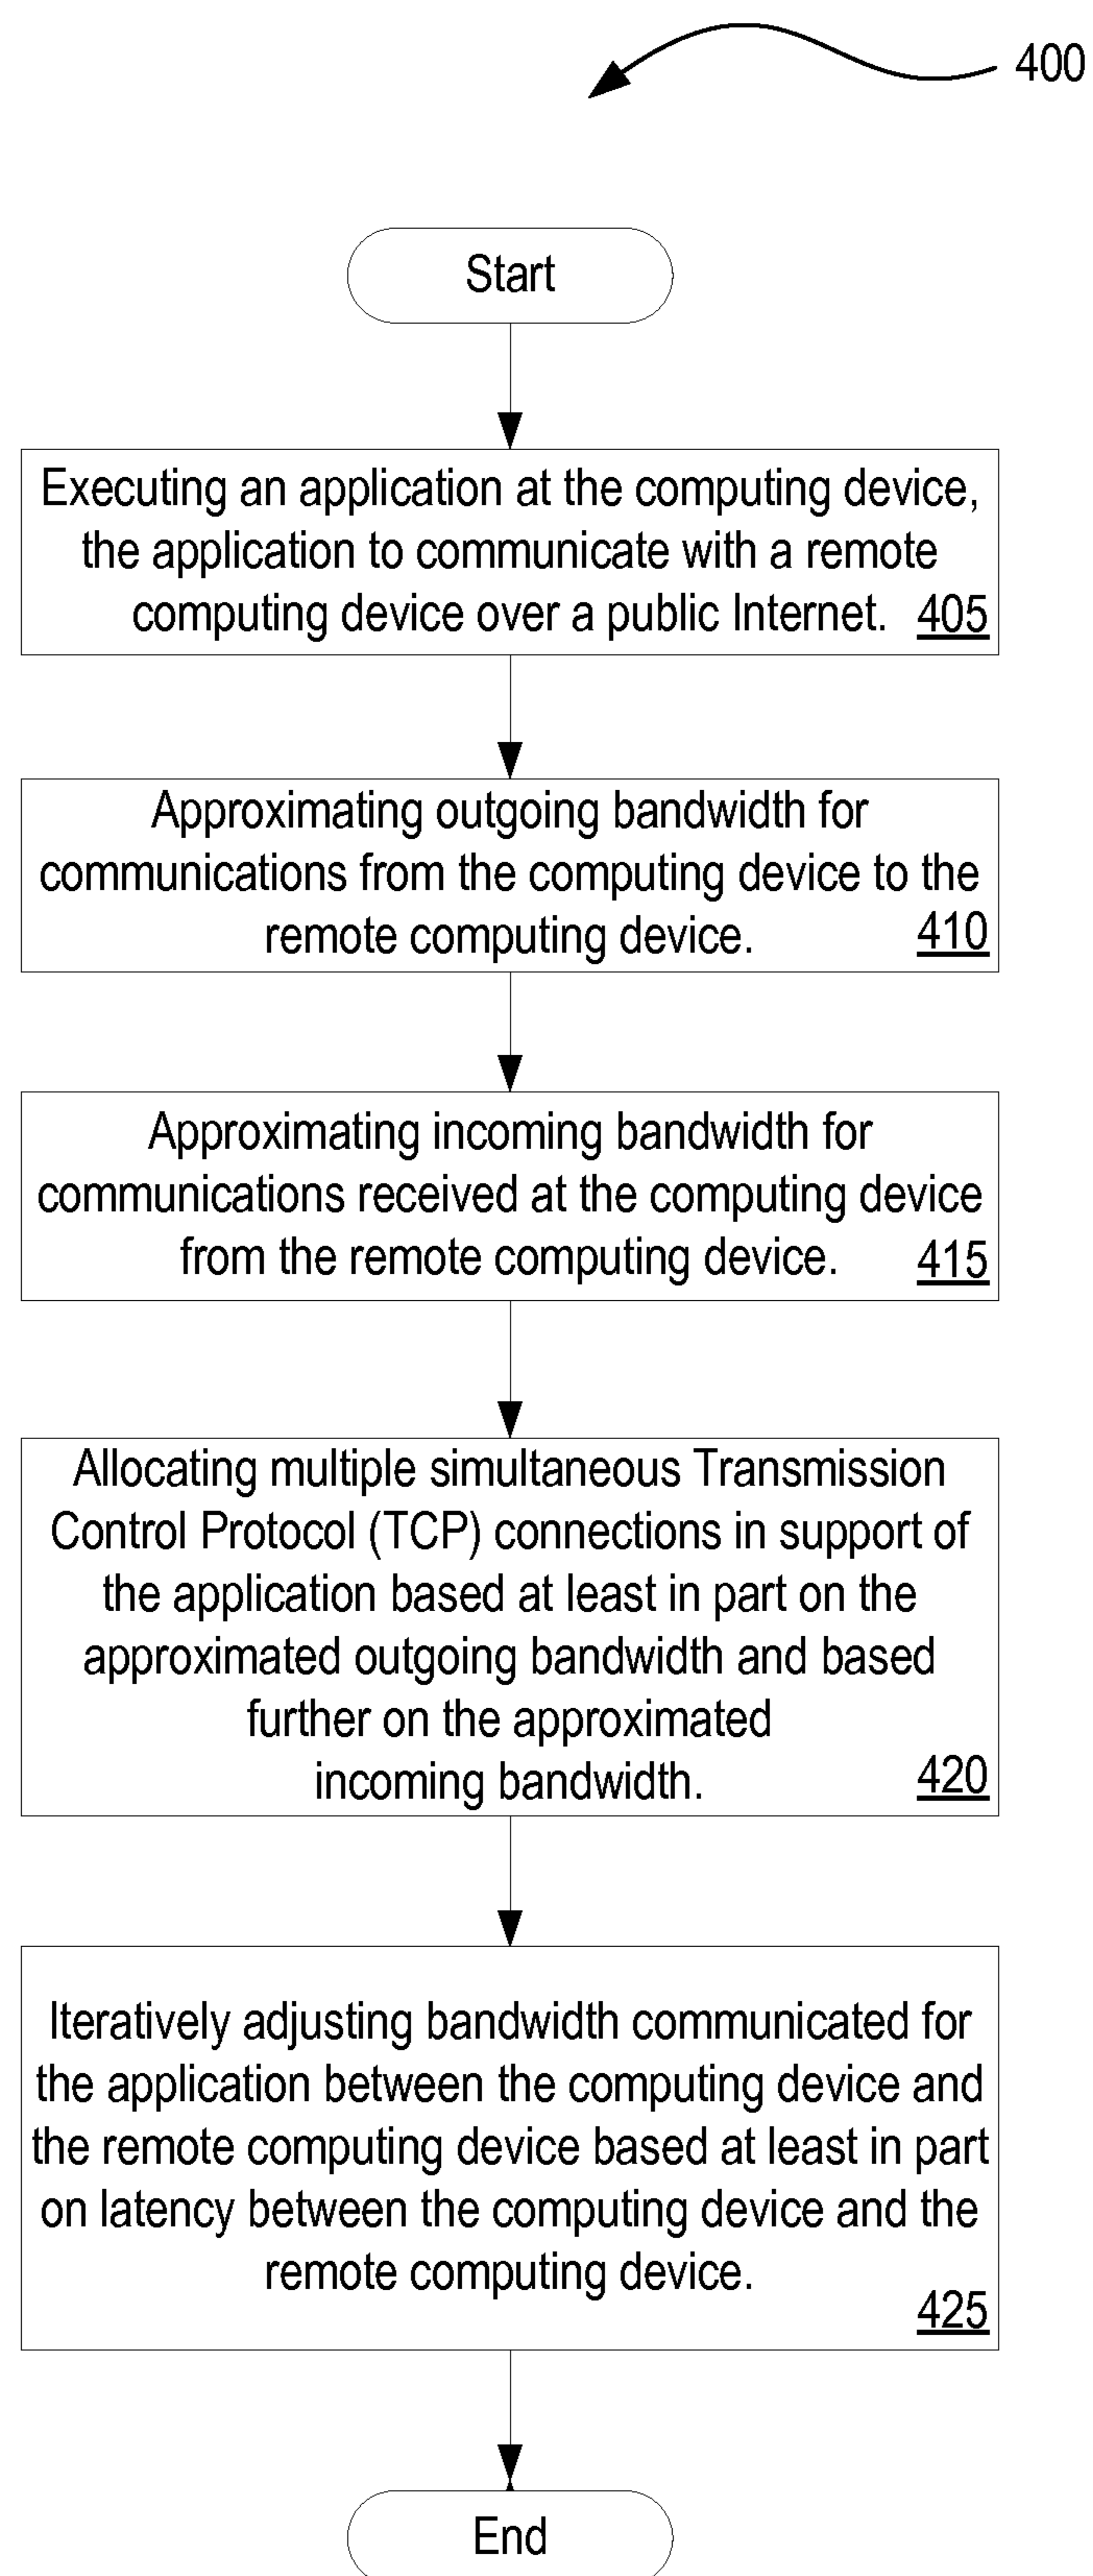 400
Start
Executing an application at the computing device,
the application to communicate with a remote
computing device over a public Internet. 405
Approximating outgoing bandwidth for
communications from the computing device to the
remote computing device. 410
Approximating incoming bandwidth for
communications received at the computing device
from the remote computing device. 415
Allocating multiple simultaneous Transmission
Control Protocol (TCP) connections in support of
the application based at least in part on the
approximated outgoing bandwidth and based
further on the approximated
incoming bandwidth. 420
Iteratively adjusting bandwidth communicated for
the application between the computing device and
the remote computing device based at least in part
on latency between the computing device and the
remote computing device.
425
End